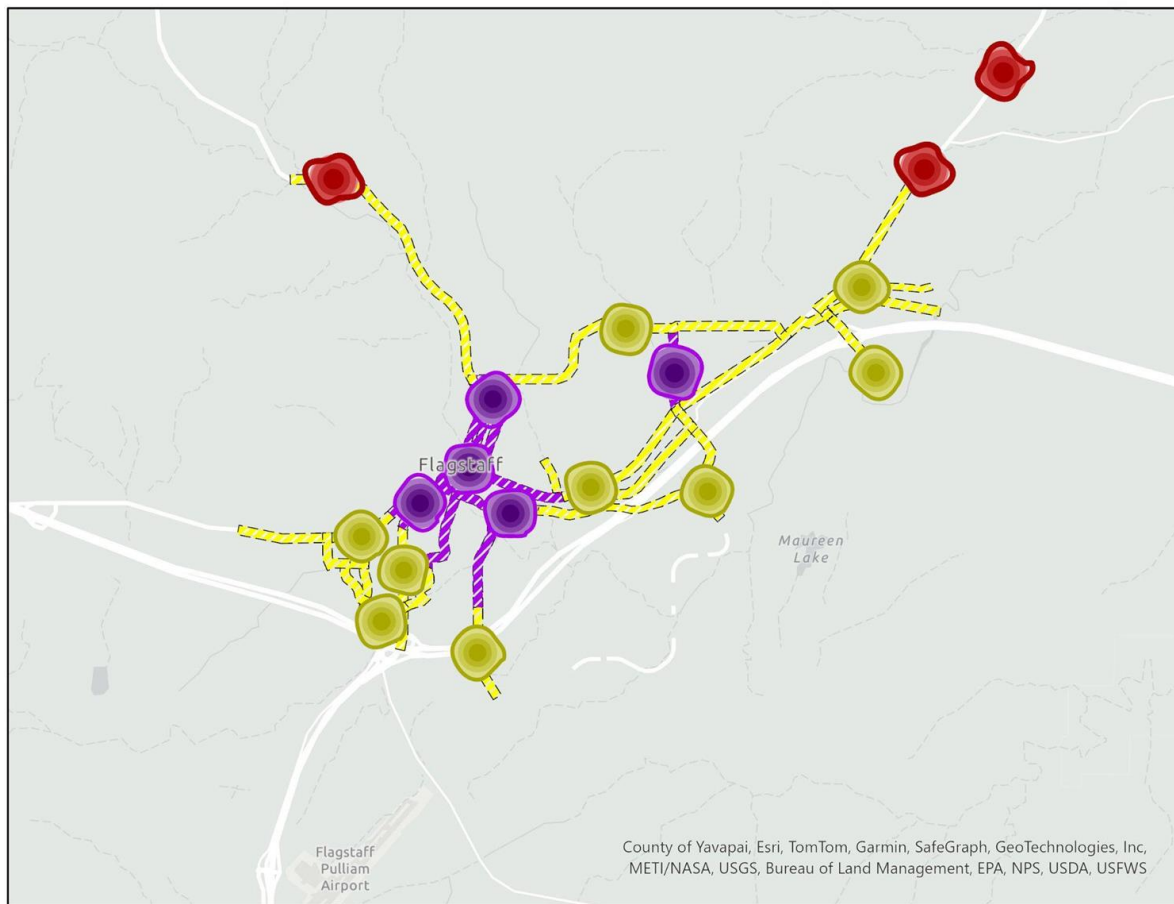 Flagstaff
Maureen
Lake
Flagstaff
Pulliam
Airport
County of Yavapai, Esri, TomTom, Garmin, SafeGraph, GeoTechnologies, Inc,
METI/NASA, USGS, Bureau of Land Management, EPA, NPS, USDA, USFWS